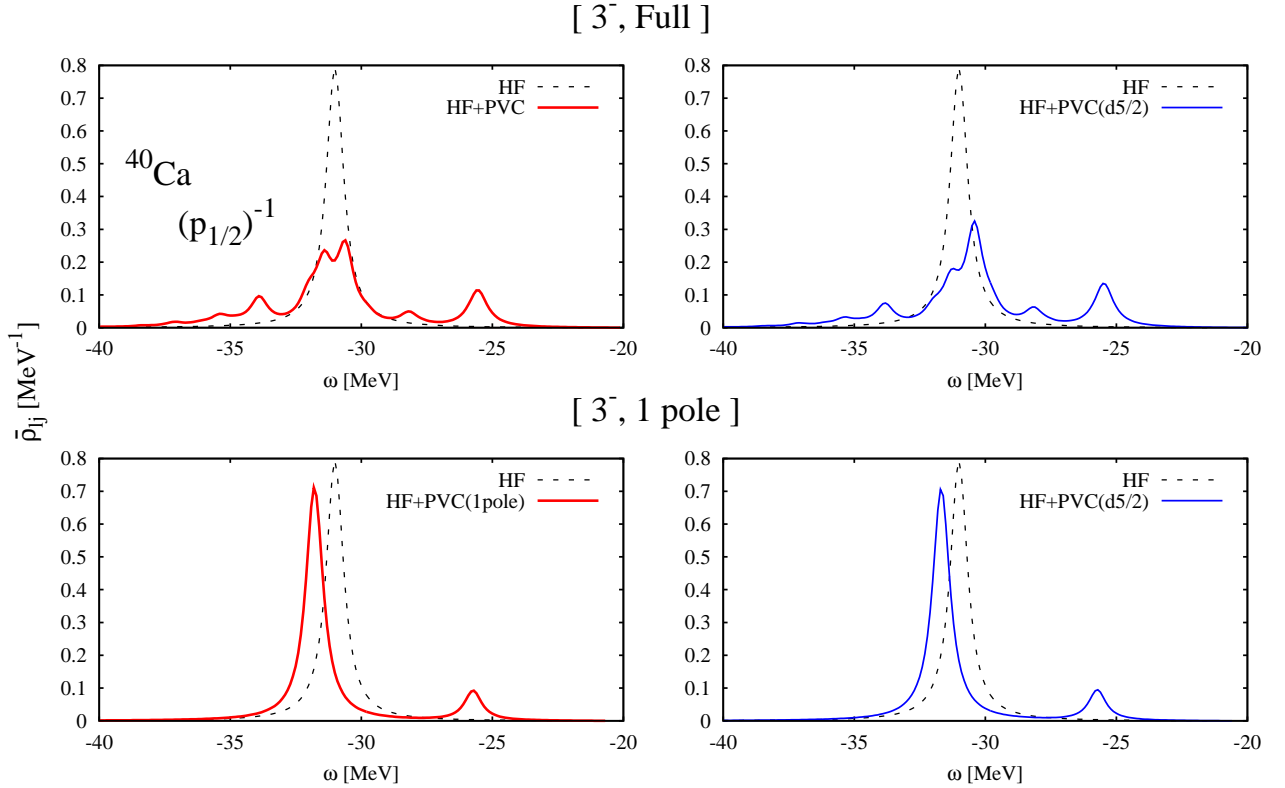 [ 3⁻, Full ]
ρ̄lj [MeV⁻¹]
0.8
0.7
0.6
0.5
0.4
0.3
0.2
0.1
0
HF
HF+PVC
⁴⁰Ca
(p1/2)⁻¹
-40 -35 -30 -25 -20
ω [MeV]
0.8
0.7
0.6
0.5
0.4
0.3
0.2
0.1
0
HF
HF+PVC(d5/2)
-40 -35 -30 -25 -20
ω [MeV]
[ 3⁻, 1 pole ]
0.8
0.7
0.6
0.5
0.4
0.3
0.2
0.1
0
HF
HF+PVC(1pole)
-40 -35 -30 -25 -20
ω [MeV]
0.8
0.7
0.6
0.5
0.4
0.3
0.2
0.1
0
HF
HF+PVC(d5/2)
-40 -35 -30 -25 -20
ω [MeV]